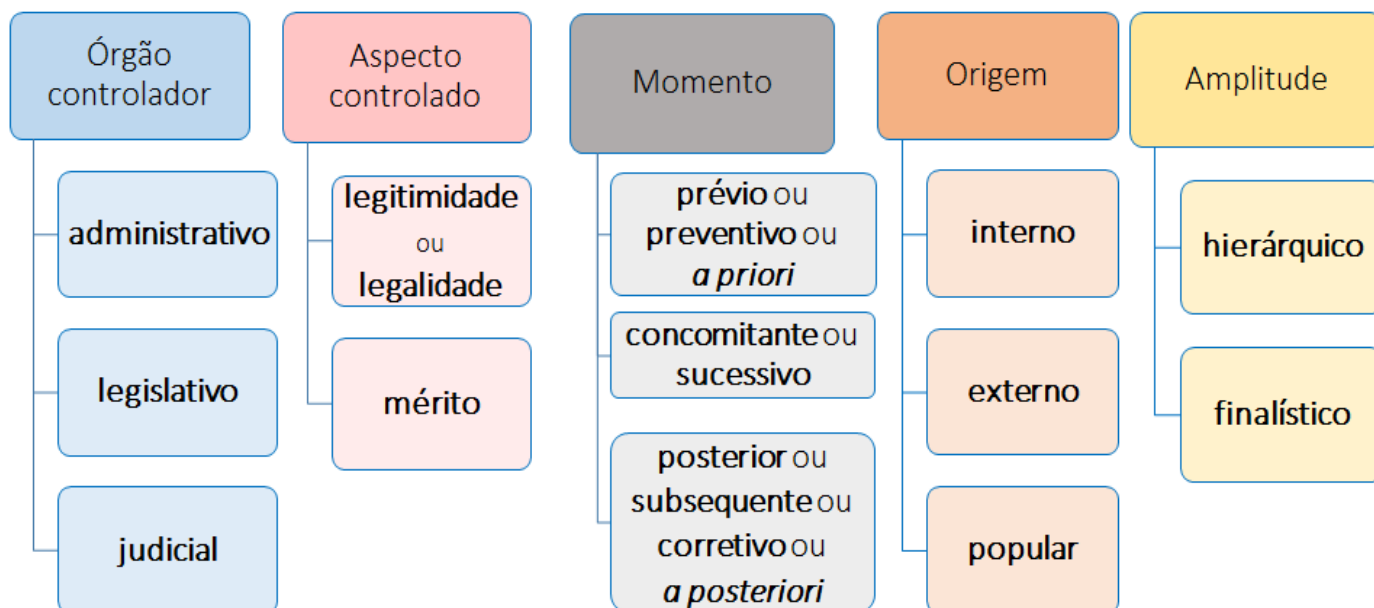 Órgão
controlador
administrativo
legislativo
judicial
Aspecto
controlado
legitimidade
ou
legalidade
mérito
Momento
prévio ou
preventivo ou
a priori
concomitante ou
sucessivo
posterior ou
subsequente ou
corretivo ou
a posteriori
Origem
interno
externo
popular
Amplitude
hierárquico
finalístico